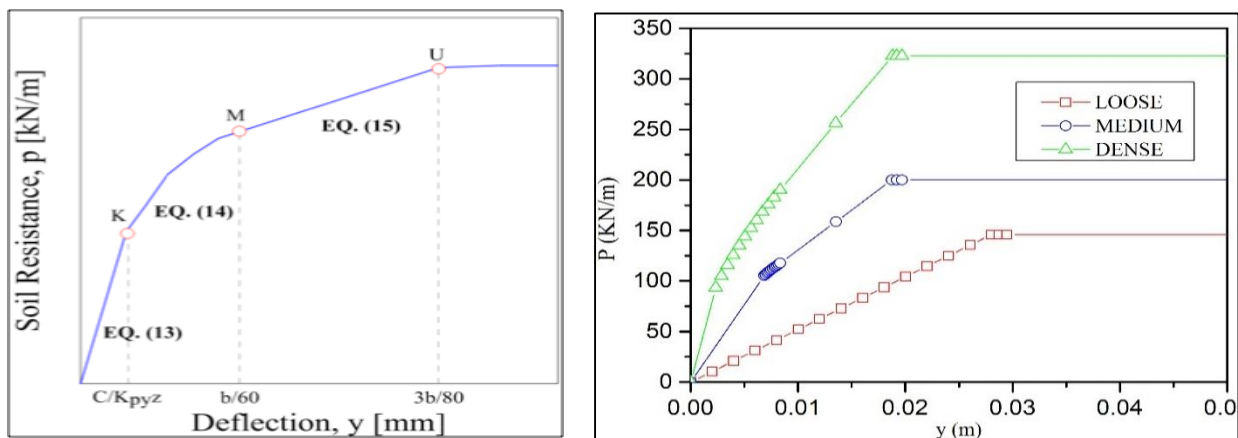 Soil Resistance, p [kN/m]
U
M
EQ. (15)
K
EQ. (14)
EQ. (13)
C/Kpyz
b/60
3b/80
Deflection, y [mm]
P (KN/m)
350
300
250
200
150
100
50
0
LOOSE
MEDIUM
DENSE
0.00
0.01
0.02
0.03
0.04
0.0
y (m)